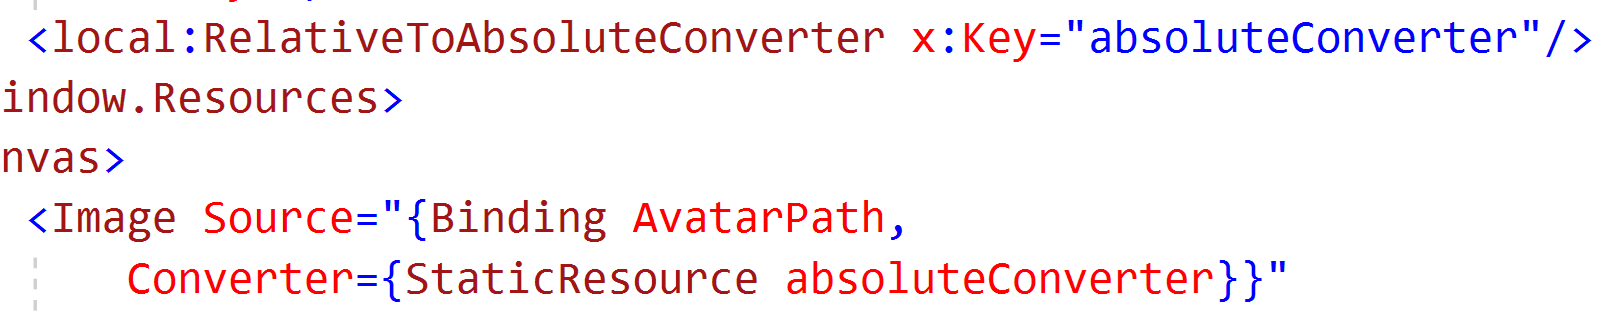 <local:RelativeToAbsoluteConverter x:Key="absoluteConverter"/>
indow.Resources>
nvas>
<Image Source="{Binding AvatarPath,
Converter={StaticResource absoluteConverter}}"